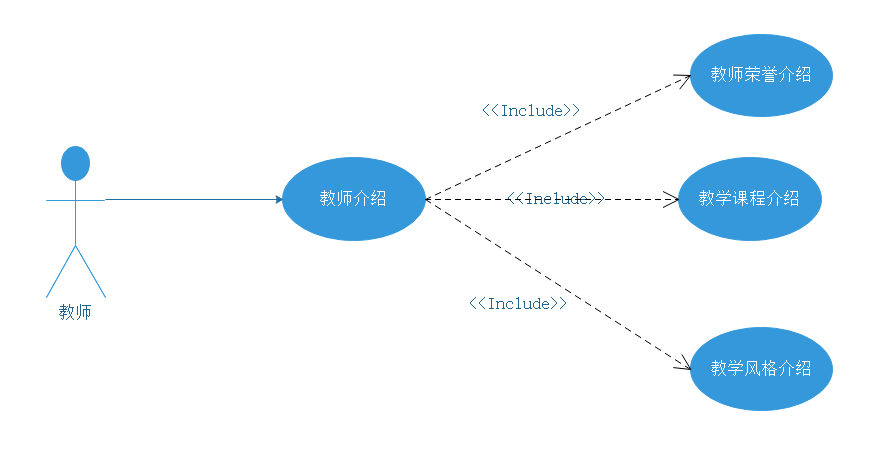 教师荣誉介绍
<<Include>>
教师介绍
<<Include>>
教学课程介绍
<<Include>>
教师
教学风格介绍